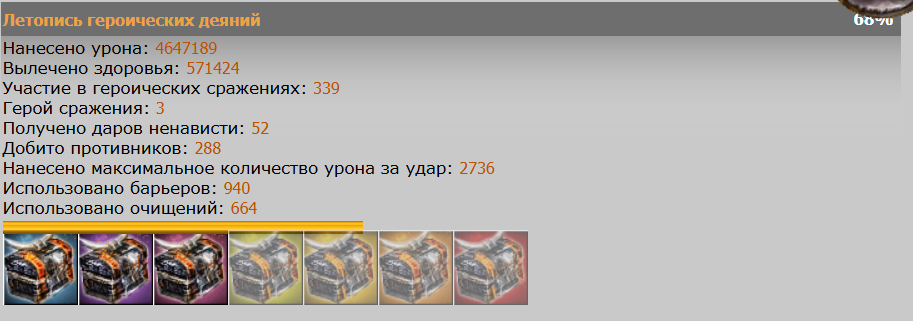 Летопись героических деяний 68%
Нанесено урона: 4647189
Вылечено здоровья: 571424
Участие в героических сражениях: 339
Герой сражения: 3
Получено даров ненависти: 52
Добито противников: 288
Нанесено максимальное количество урона за удар: 2736
Использовано барьеров: 940
Использовано очищений: 664